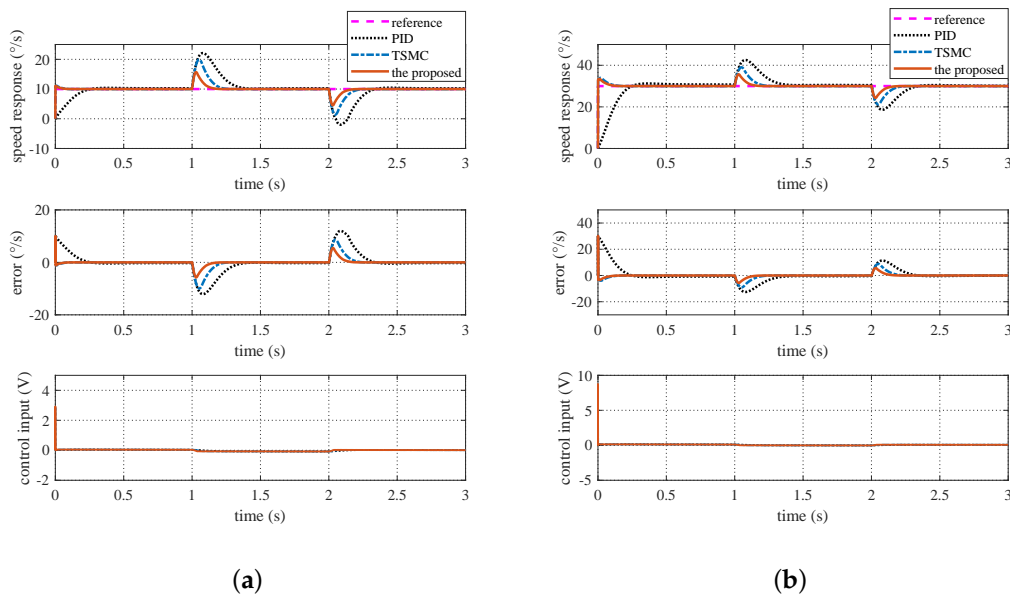 reference
PID
TSMC
the proposed
speed response (°/s)
20
10
0
-10
0 0.5 1 1.5 2 2.5 3
time (s)
error (°/s)
20
0
-20
0 0.5 1 1.5 2 2.5 3
time (s)
control input (V)
4
2
0
-2
0 0.5 1 1.5 2 2.5 3
time (s)
(a)
reference
PID
TSMC
the proposed
speed response (°/s)
40
20
0
0 0.5 1 1.5 2 2.5 3
time (s)
error (°/s)
40
20
0
-20
0 0.5 1 1.5 2 2.5 3
time (s)
control input (V)
10
5
0
-5
0 0.5 1 1.5 2 2.5 3
time (s)
(b)